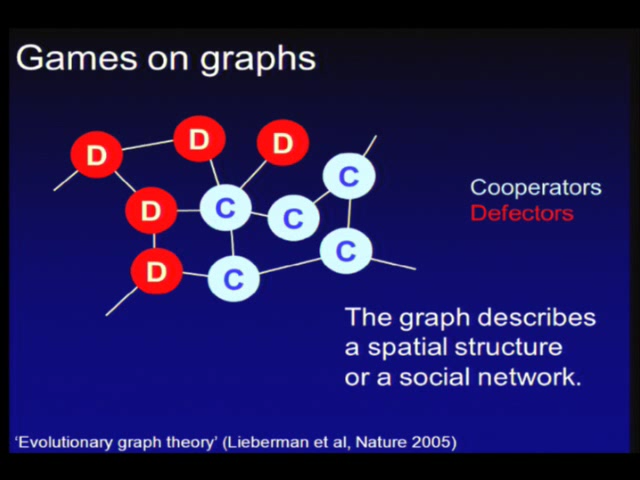 Games on graphs
D
D
D
C
D
C
C
C
D
C
Cooperators
Defectors
The graph describes
a spatial structure
or a social network.
'Evolutionary graph theory' (Lieberman et al, Nature 2005)